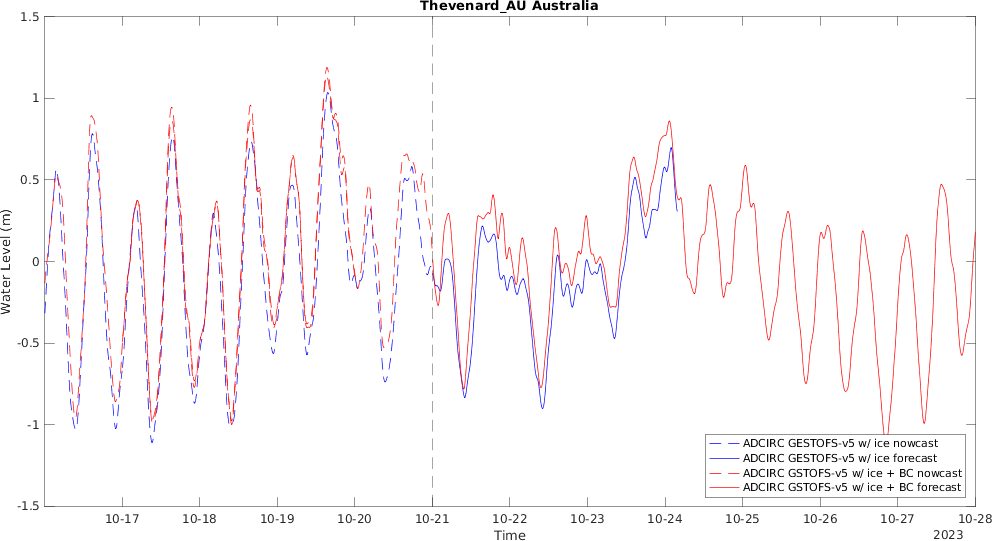 Thevenard_AU Australia
1.5
1
0.5
0
-0.5
-1
-1.5
Water Level (m)
10-17 10-18 10-19 10-20 10-21 10-22 10-23 10-24 10-25 10-26 10-27 10-28
Time
2023
ADCIRC GESTOFS-v5 w/ ice nowcast
ADCIRC GESTOFS-v5 w/ ice forecast
ADCIRC GSTOFS-v5 w/ ice + BC nowcast
ADCIRC GSTOFS-v5 w/ ice + BC forecast